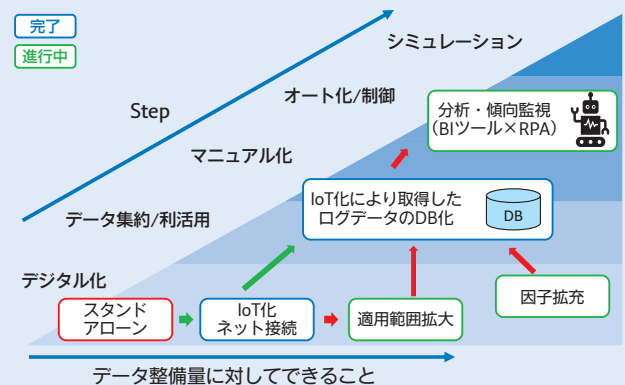 完了
進行中
シミュレーション
オート化/制御
Step
マニュアル化
データ集約/利活用
デジタル化
分析・傾向監視
（BIツール×RPA）
IoT化により取得した
ログデータのDB化
DB
スタンド
アローン
IoT化
ネット接続
適用範囲拡大
因子拡充
データ整備量に対してできること